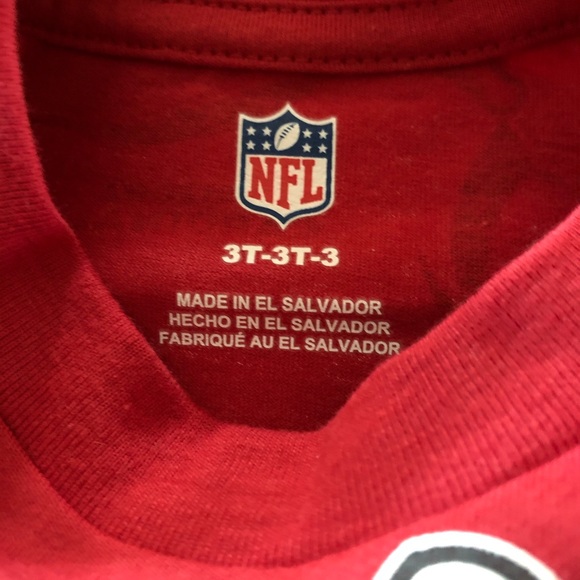 NFL
3T-3T-3
MADE IN EL SALVADOR
HECHO EN EL SALVADOR
FABRIQUÉ AU EL SALVADOR